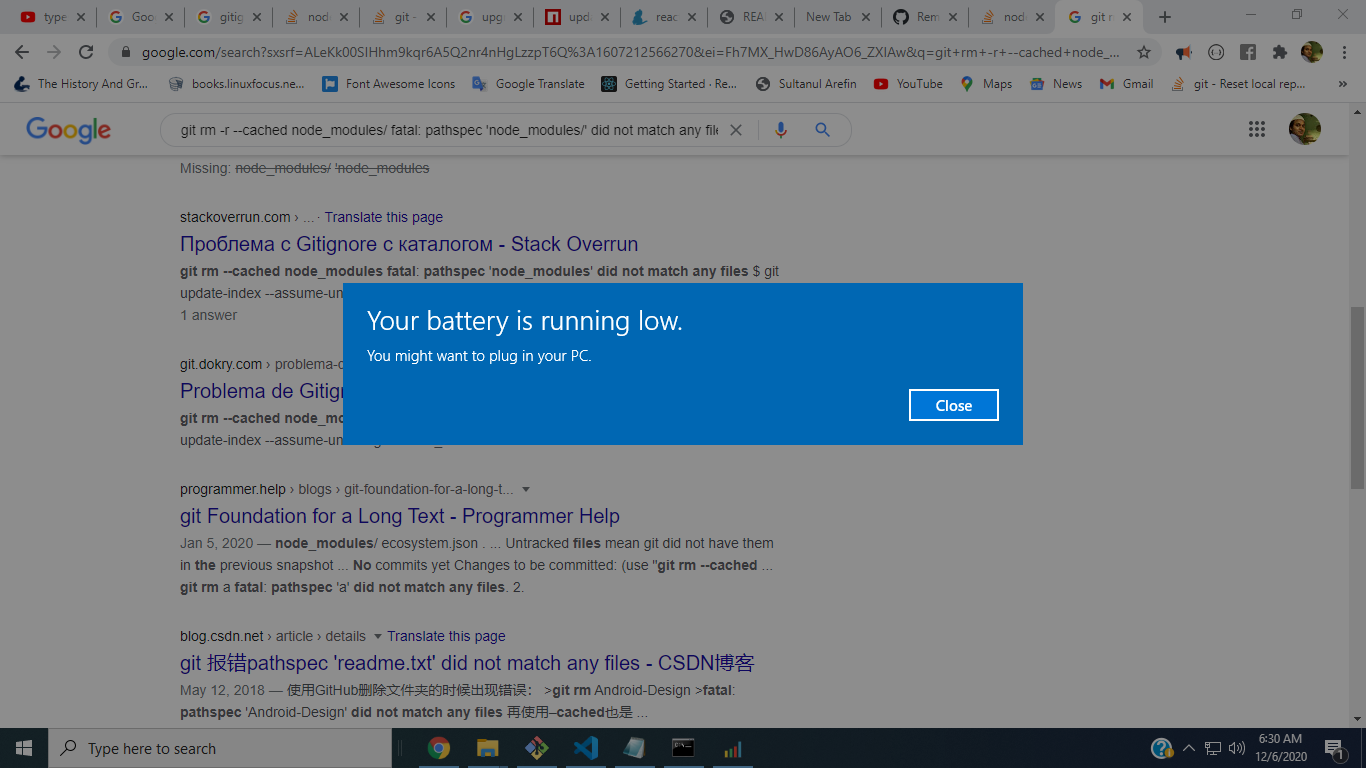 type
Goo
gitig
node
git -
upg
upda
reac
REA
New Tab
Rem
node
git r
google.com/search?sxsrf=ALeKk00SIHhm9kqr6A5Q2nr4nHgLzzpT6Q%3A1607212566270&ei=Fh7MX_HwD86AyAO6_ZXIAw&q=git+rm+-r+--cached+node_...
The History And Gr...
books.linuxfocus.ne...
Font Awesome Icons
Google Translate
Getting Started · Re...
Sultanul Arefin
YouTube
Maps
News
Gmail
git - Reset local rep...
Google
git rm -r --cached node_modules/ fatal: pathspec 'node_modules/' did not match any file
Missing: node_modules/ 'node_modules
stackoverrun.com › ... · Translate this page
Проблема с Gitignore с каталогом - Stack Overrun
git rm --cached node_modules fatal: pathspec 'node_modules' did not match any files $ git
update-index --assume-un
1 answer
Your battery is running low.
You might want to plug in your PC.
Close
git.dokry.com › problema-d
Problema de Gitign
git rm --cached node_mo
update-index --assume-un
programmer.help › blogs › git-foundation-for-a-long-t...
git Foundation for a Long Text - Programmer Help
Jan 5, 2020 — node_modules/ ecosystem.json . ... Untracked files mean git did not have them
in the previous snapshot ... No commits yet Changes to be committed: (use "git rm --cached ...
git rm a fatal: pathspec 'a' did not match any files. 2.
blog.csdn.net › article › details Translate this page
git 报错pathspec 'readme.txt' did not match any files - CSDN博客
May 12, 2018 — 使用GitHub删除文件夹的时候出现错误： >git rm Android-Design >fatal:
pathspec 'Android-Design' did not match any files 再使用–cached也是 ...
Type here to search
6:30 AM
12/6/2020
1